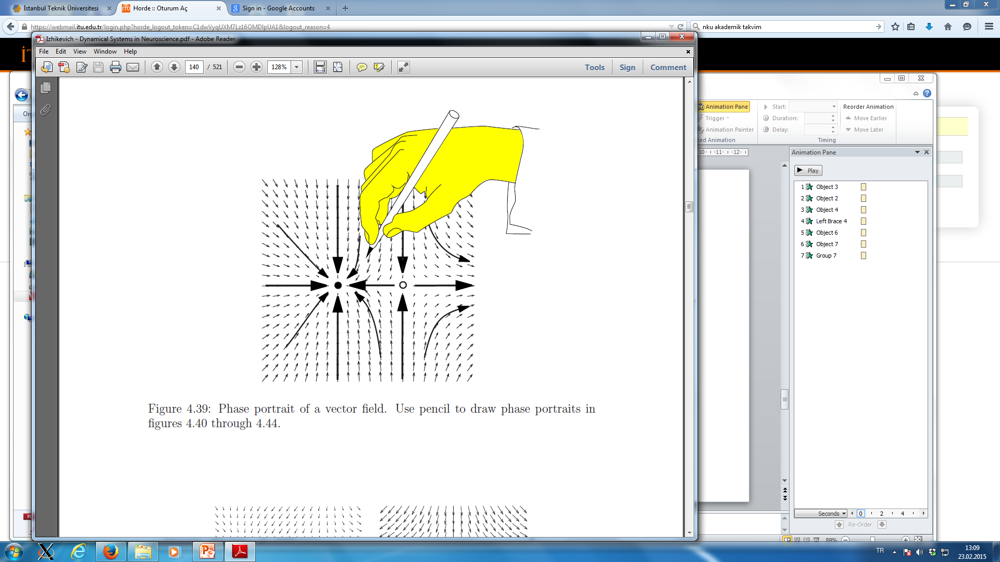 İstanbul Teknik Üniversitesi
Horde :: Oturum Aç
Sign in - Google Accounts
https://webmail.itu.edu.tr/login.php?horde_logout_token=C1dwVyqUXM7Lz16OMDIpUA1&logout_reason=4
nku akademik takvim
Izhikevich - Dynamical Systems in Neuroscience.pdf - Adobe Reader
File Edit View Window Help
140 / 521
128%
Tools Sign Comment
Animation Pane
Trigger
Animation Painter
ced Animation
Start:
Duration:
Delay:
Timing
Reorder Animation
Move Earlier
Move Later
10 11 12
Animation Pane
Play
1 Object 3
2 Object 2
3 Object 4
4 Left Brace 4
5 Object 6
6 Object 7
7 Group 7
Figure 4.39: Phase portrait of a vector field. Use pencil to draw phase portraits in
figures 4.40 through 4.44.
Seconds 0 2 4
Re-Order
89%
TR
13:09
23.02.2015